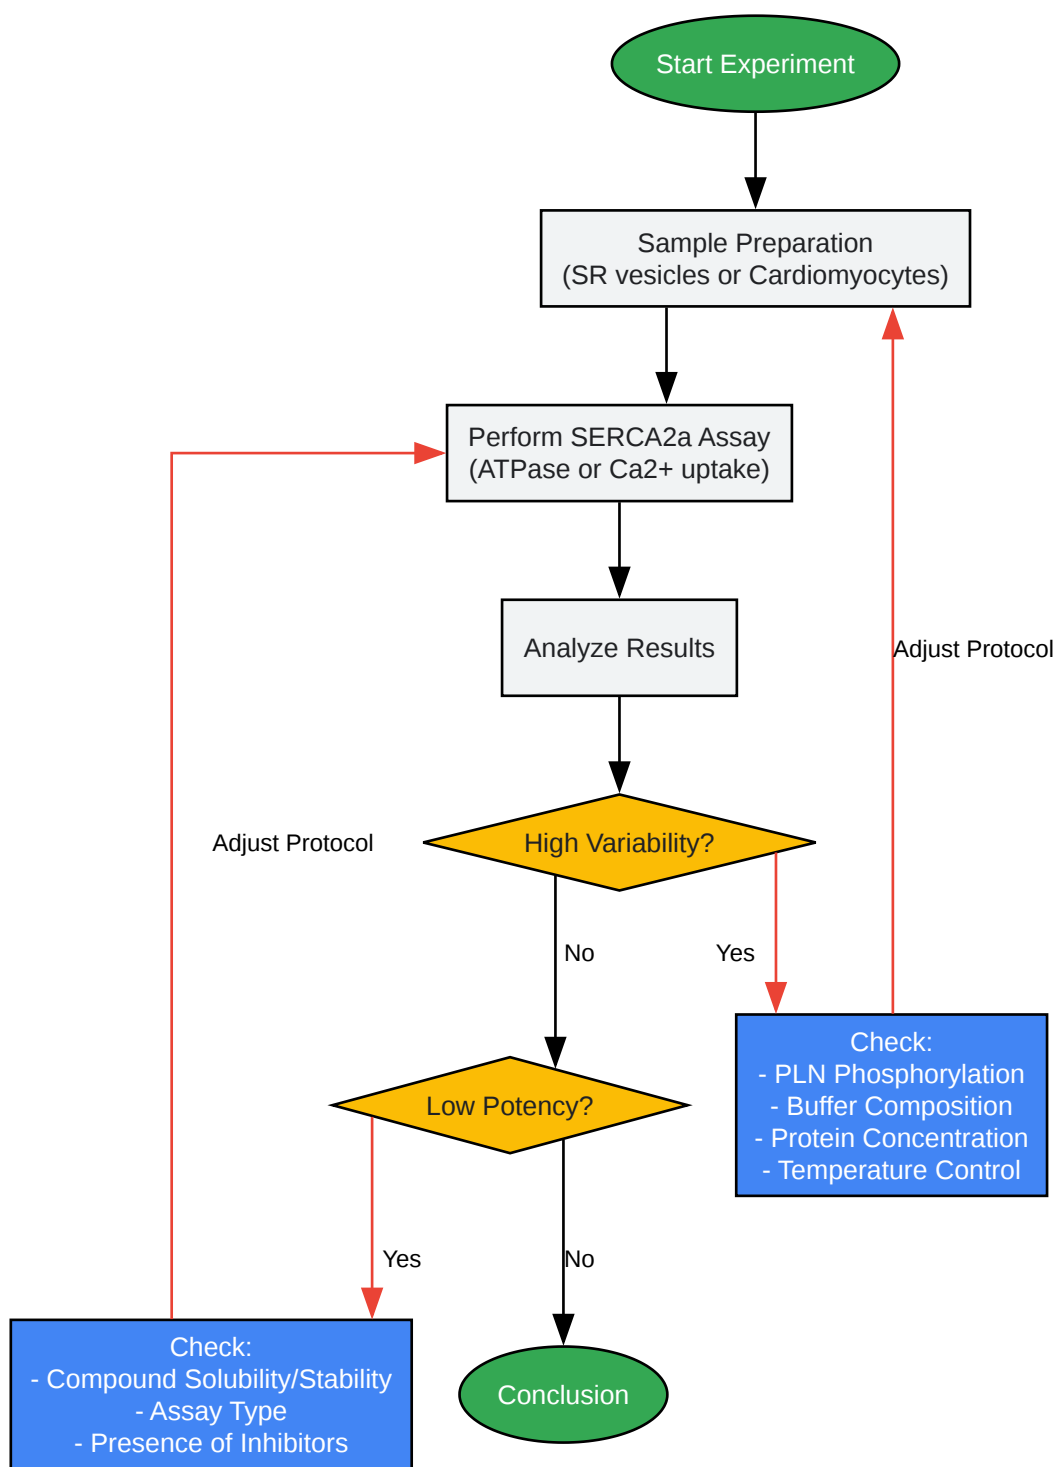 Start Experiment
Sample Preparation
(SR vesicles or Cardiomyocytes)
Perform SERCA2a Assay
(ATPase or Ca2+ uptake)
Analyze Results
Adjust Protocol
High Variability?
Adjust Protocol
No
Yes
Check:
- PLN Phosphorylation
- Buffer Composition
- Protein Concentration
- Temperature Control
Low Potency?
Yes
No
Check:
- Compound Solubility/Stability
- Assay Type
- Presence of Inhibitors
Conclusion